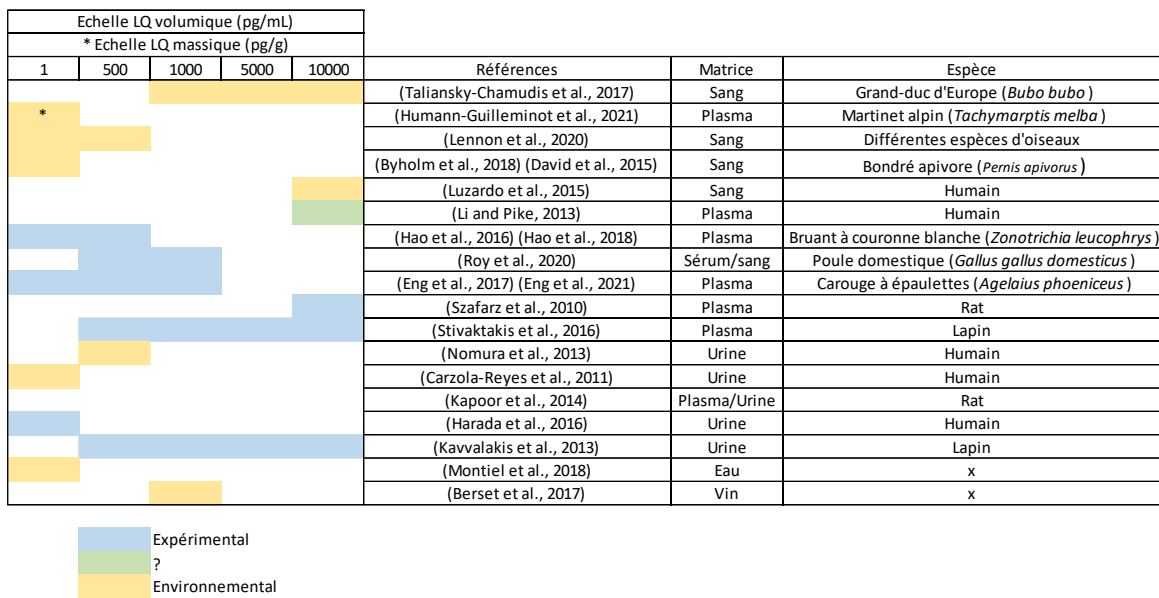 Echelle LQ volumique (pg/mL)
* Echelle LQ massique (pg/g)
1 500 1000 5000 10000 Références Matrice Espèce
(Taliansky-Chamudis et al., 2017) Sang Grand-duc d'Europe (Bubo bubo)
* (Humann-Guilleminot et al., 2021) Plasma Martinet alpin (Tachymarptis melba)
(Lennon et al., 2020) Sang Différentes espèces d'oiseaux
(Byholm et al., 2018) (David et al., 2015) Sang Bondré apivore (Pernis apivorus)
(Luzardo et al., 2015) Sang Humain
(Li and Pike, 2013) Plasma Humain
(Hao et al., 2016) (Hao et al., 2018) Plasma Bruant à couronne blanche (Zonotrichia leucophrys)
(Roy et al., 2020) Sérum/sang Poule domestique (Gallus gallus domesticus)
(Eng et al., 2017) (Eng et al., 2021) Plasma Carouge à épaulettes (Agelaius phoeniceus)
(Szafarz et al., 2010) Plasma Rat
(Stivaktakis et al., 2016) Plasma Lapin
(Nomura et al., 2013) Urine Humain
(Carzola-Reyes et al., 2011) Urine Humain
(Kapoor et al., 2014) Plasma/Urine Rat
(Harada et al., 2016) Urine Humain
(Kavvalakis et al., 2013) Urine Lapin
(Montiel et al., 2018) Eau x
(Berset et al., 2017) Vin x
Expérimental
?
Environnemental